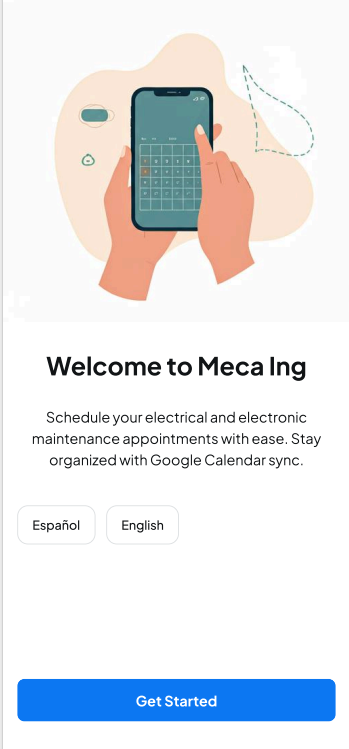 Welcome to Meca Ing
Schedule your electrical and electronic
maintenance appointments with ease. Stay
organized with Google Calendar sync.
Español
English
Get Started